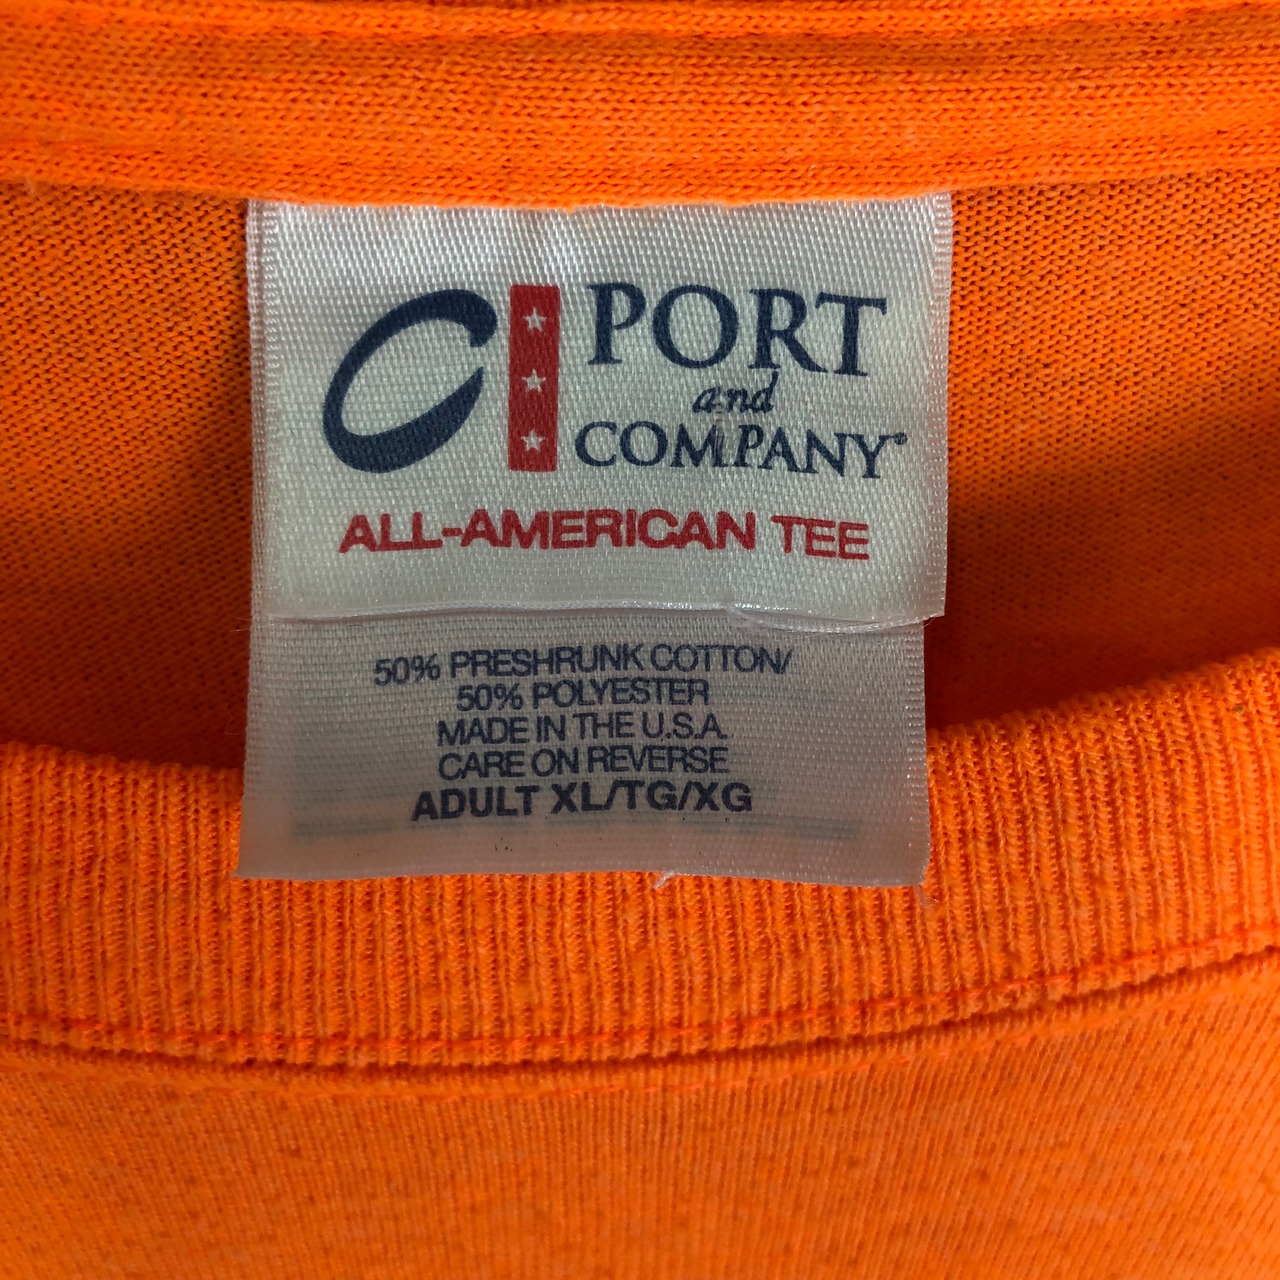 PORT
and
COMPANY®
ALL-AMERICAN TEE
50% PRESHRUNK COTTON/
50% POLYESTER
MADE IN THE U.S.A.
CARE ON REVERSE
ADULT XL/TG/XG